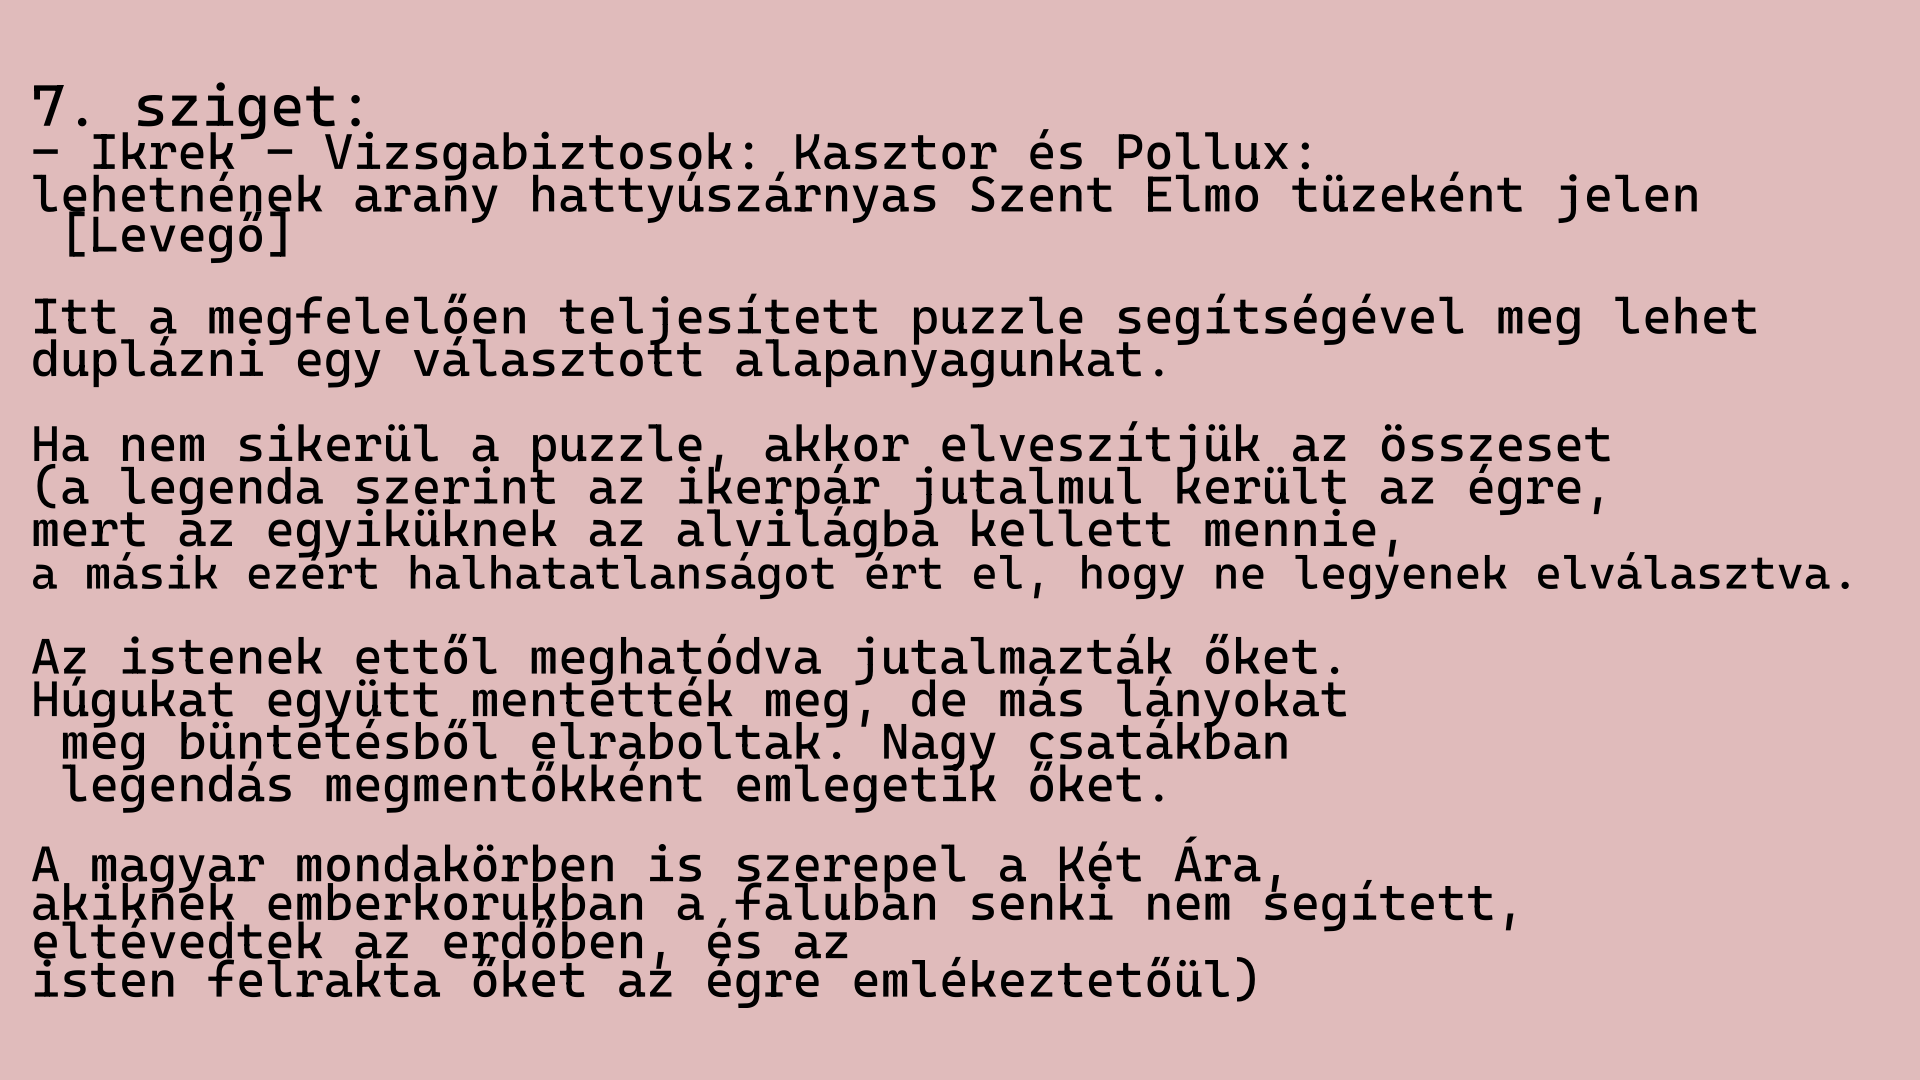 7. sziget:
– Ikrek – Vizsgabiztosok: Kasztor és Pollux:
lehetnének arany hattyúszárnyas Szent Elmo tüzeként jelen
[Levegő]
Itt a megfelelően teljesített puzzle segítségével meg lehet
duplázni egy választott alapanyagunkat.
Ha nem sikerül a puzzle, akkor elveszítjük az összeset
(a legenda szerint az ikerpár jutalmul került az égre,
mert az egyiküknek az alvilágba kellett mennie,
a másik ezért halhatatlanságot ért el, hogy ne legyenek elválasztva.
Az istenek ettől meghatódva jutalmazták őket.
Húgukat együtt mentették meg, de más lányokat
meg büntetésből elraboltak. Nagy csatákban
legendás megmentőkként emlegetik őket.
A magyar mondakörben is szerepel a Két Ára,
akiknek emberkorukban a faluban senki nem segített,
eltévedtek az erdőben, és az
isten felrakta őket az égre emlékeztetőül)